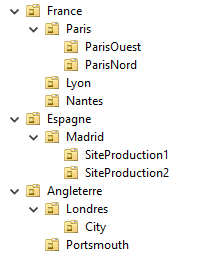 France
Paris
ParisOuest
ParisNord
Lyon
Nantes
Espagne
Madrid
SiteProduction1
SiteProduction2
Angleterre
Londres
City
Portsmouth